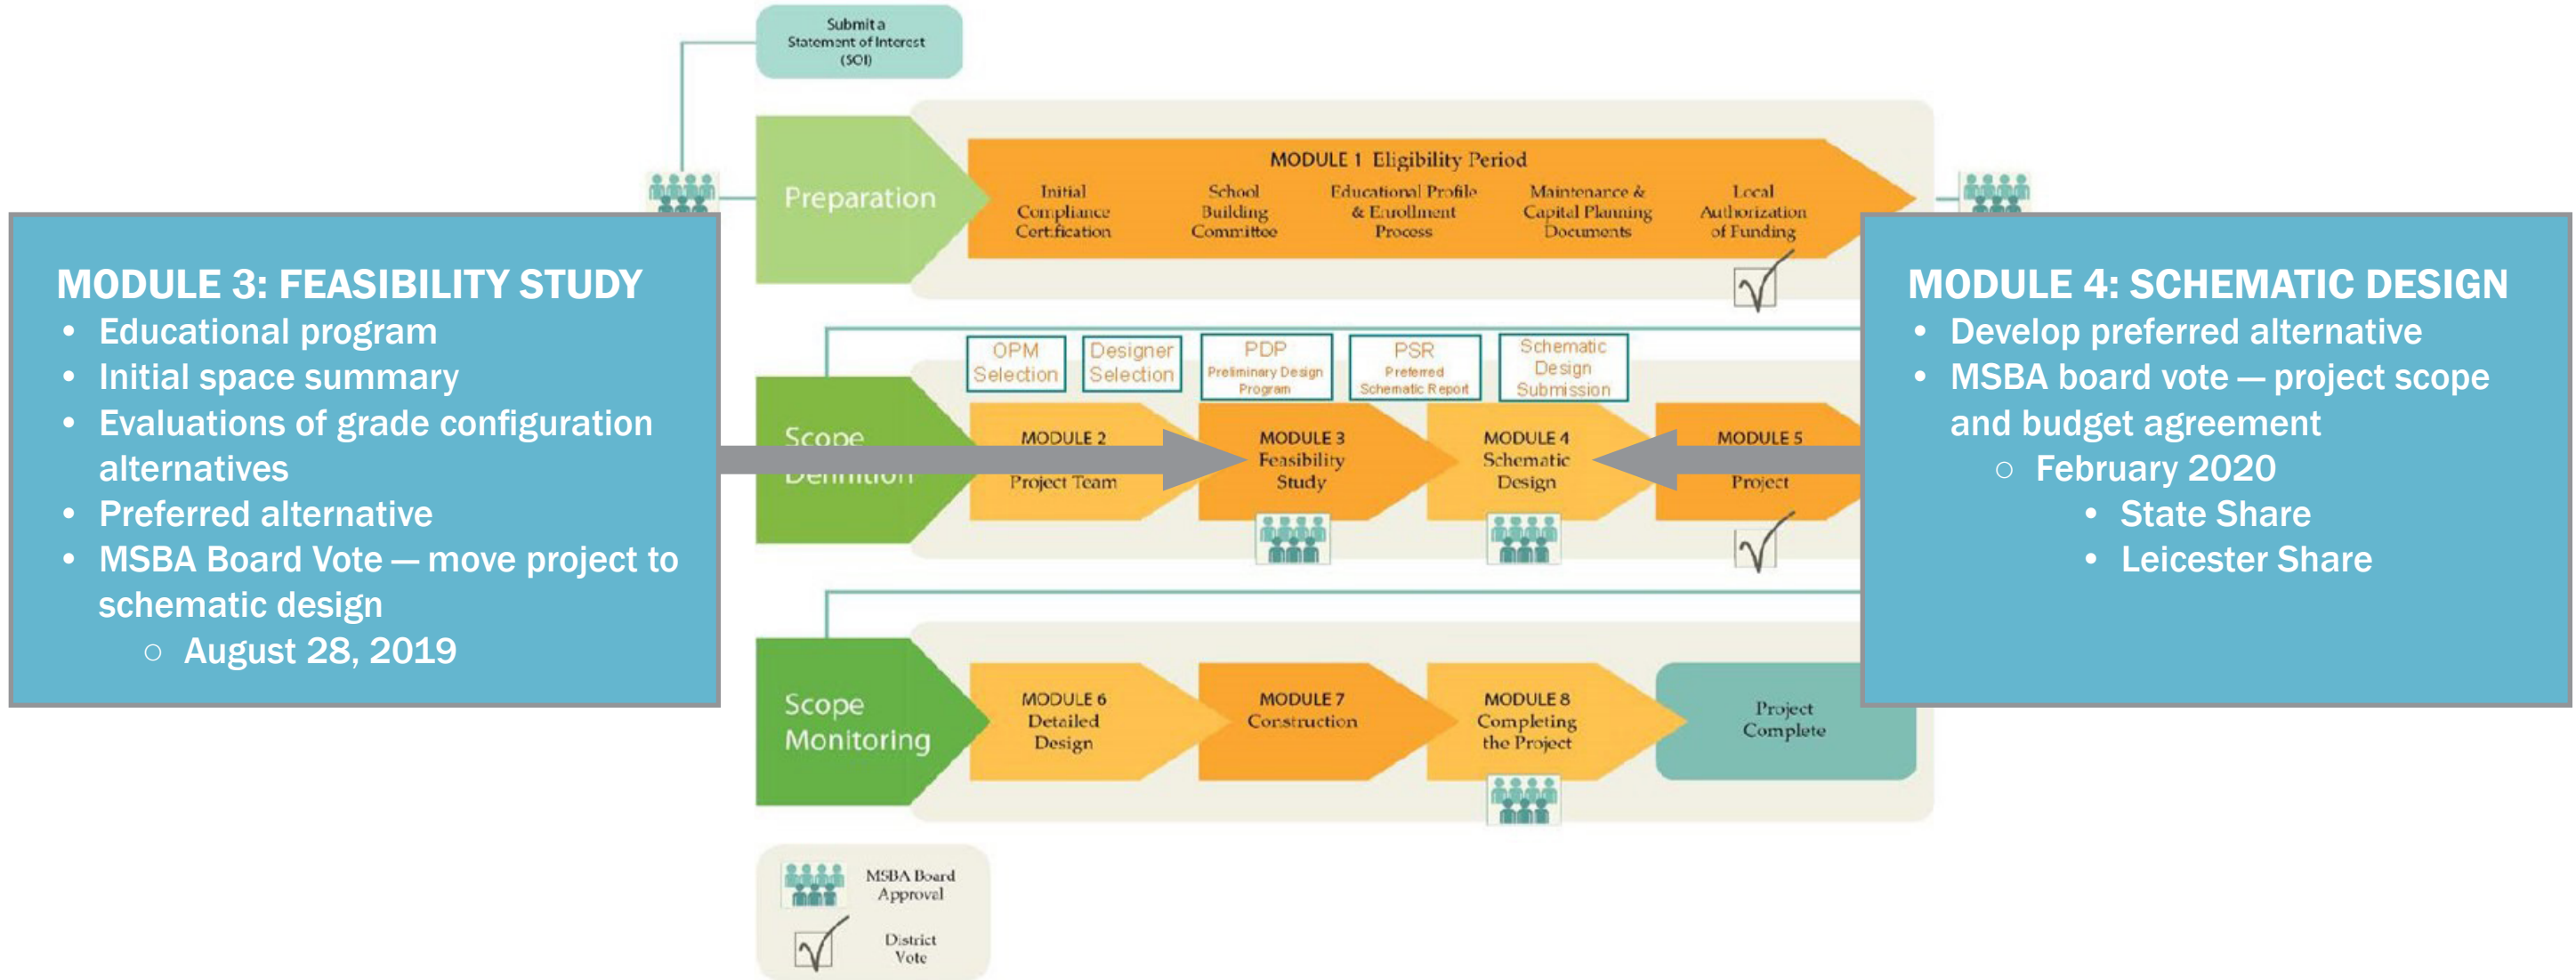 Submit a
Statement of Interest
(SOI)
Preparation
MODULE 1 Eligibility Period
Initial
Compliance
Certification
School
Building
Committee
Educational Profile
& Enrollment
Process
Maintenance &
Capital Planning
Documents
Local
Authorization
of Funding
MODULE 3: FEASIBILITY STUDY
• Educational program
• Initial space summary
• Evaluations of grade configuration
alternatives
• Preferred alternative
• MSBA Board Vote — move project to
schematic design
○ August 28, 2019
MODULE 4: SCHEMATIC DESIGN
• Develop preferred alternative
• MSBA board vote — project scope
and budget agreement
○ February 2020
• State Share
• Leicester Share
OPM
Selection
Designer
Selection
PDP
Preliminary Design
Program
PSR
Preferred
Schematic Report
Schematic
Design
Submission
Scope
Definition
MODULE 2
Project Team
MODULE 3
Feasibility
Study
MODULE 4
Schematic
Design
MODULE 5
Project
Scope
Monitoring
MODULE 6
Detailed
Design
MODULE 7
Construction
MODULE 8
Completing
the Project
Project
Complete
MSBA Board
Approval
District
Vote